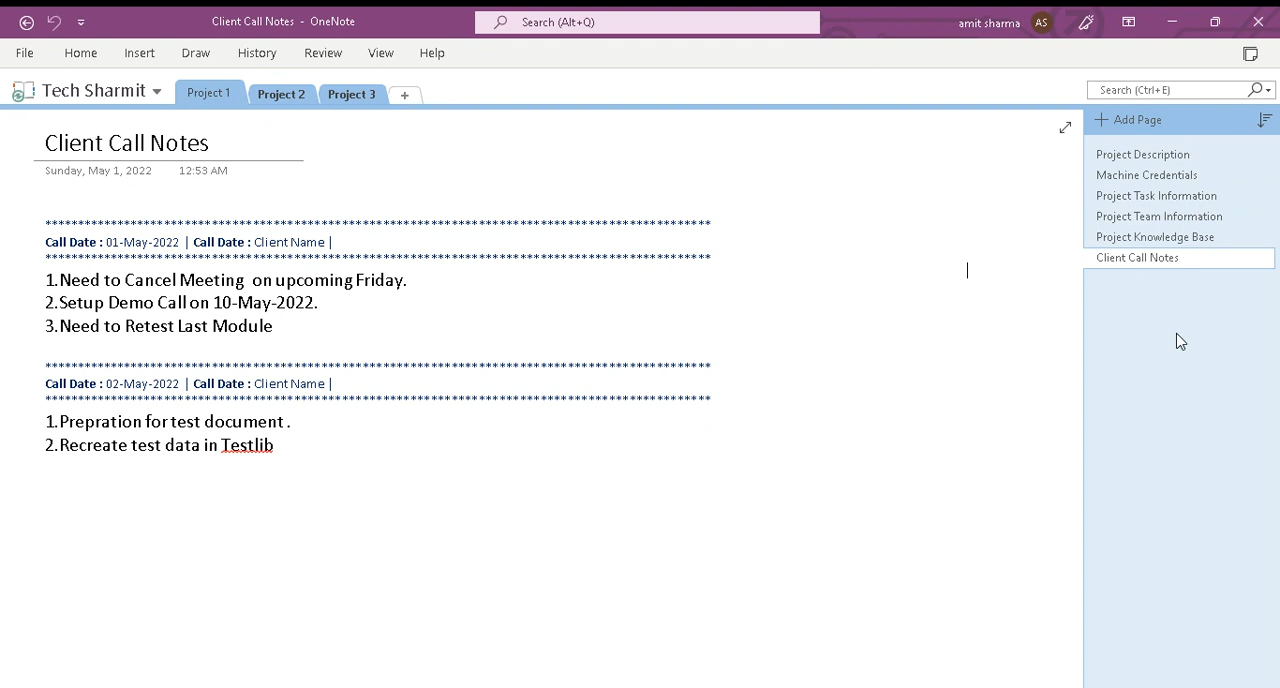 Client Call Notes - OneNote
Search (Alt+Q)
amit sharma AS
File Home Insert Draw History Review View Help
Tech Sharmit Project 1 Project 2 Project 3 +
Search (Ctrl+E)
Add Page
Client Call Notes
Sunday, May 1, 2022 12:53 AM
Project Description
Machine Credentials
Project Task Information
Project Team Information
Project Knowledge Base
Client Call Notes
******************************************************************************************************
Call Date : 01-May-2022 | Call Date : Client Name |
******************************************************************************************************
1.Need to Cancel Meeting on upcoming Friday.
2.Setup Demo Call on 10-May-2022.
3.Need to Retest Last Module
******************************************************************************************************
Call Date : 02-May-2022 | Call Date : Client Name |
******************************************************************************************************
1.Prepration for test document .
2.Recreate test data in Testlib